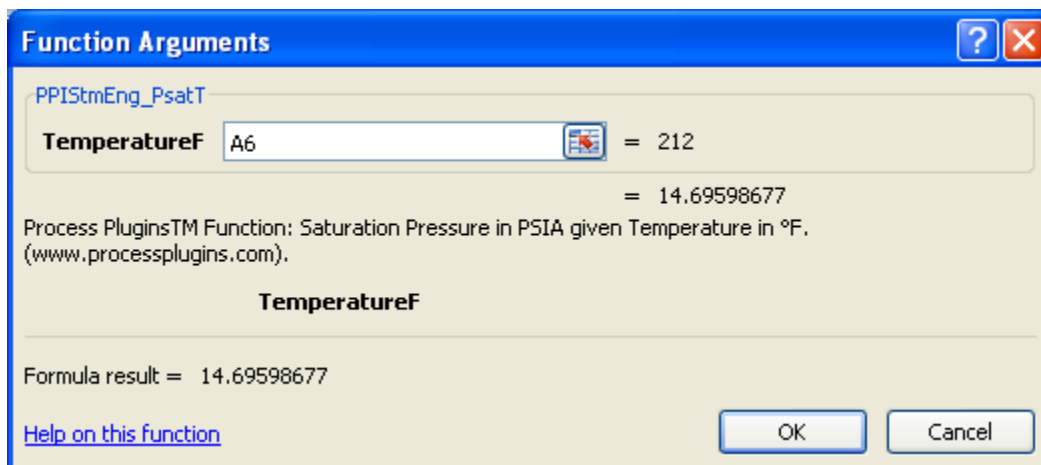 Function Arguments
PPIStmEng_PsatT
TemperatureF A6 = 212
= 14.69598677
Process PluginsTM Function: Saturation Pressure in PSIA given Temperature in °F.
(www.processplugins.com).
TemperatureF
Formula result = 14.69598677
Help on this function OK Cancel